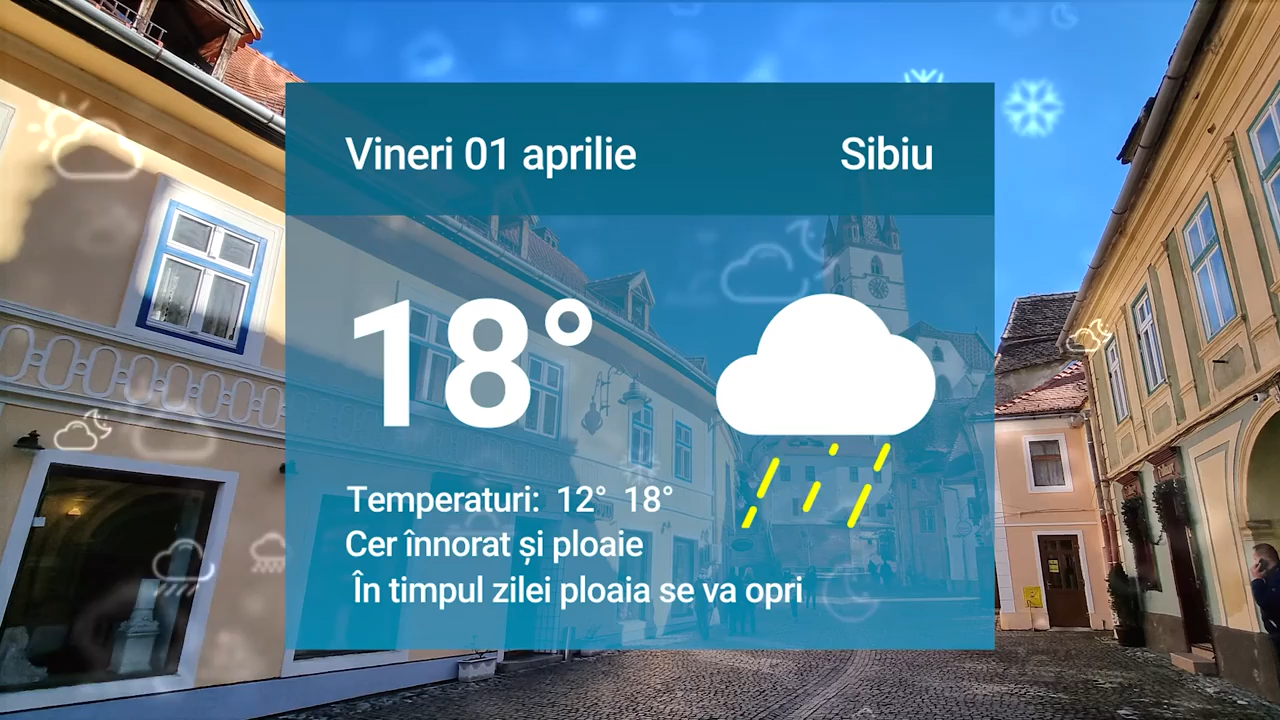 Vineri 01 aprilie Sibiu
18°
Temperaturi: 12° 18°
Cer înnorat și ploaie
În timpul zilei ploaia se va opri